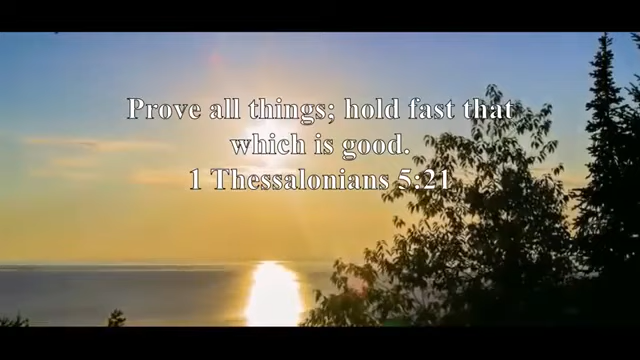 Prove all things; hold fast that
which is good.
1 Thessalonians 5:21